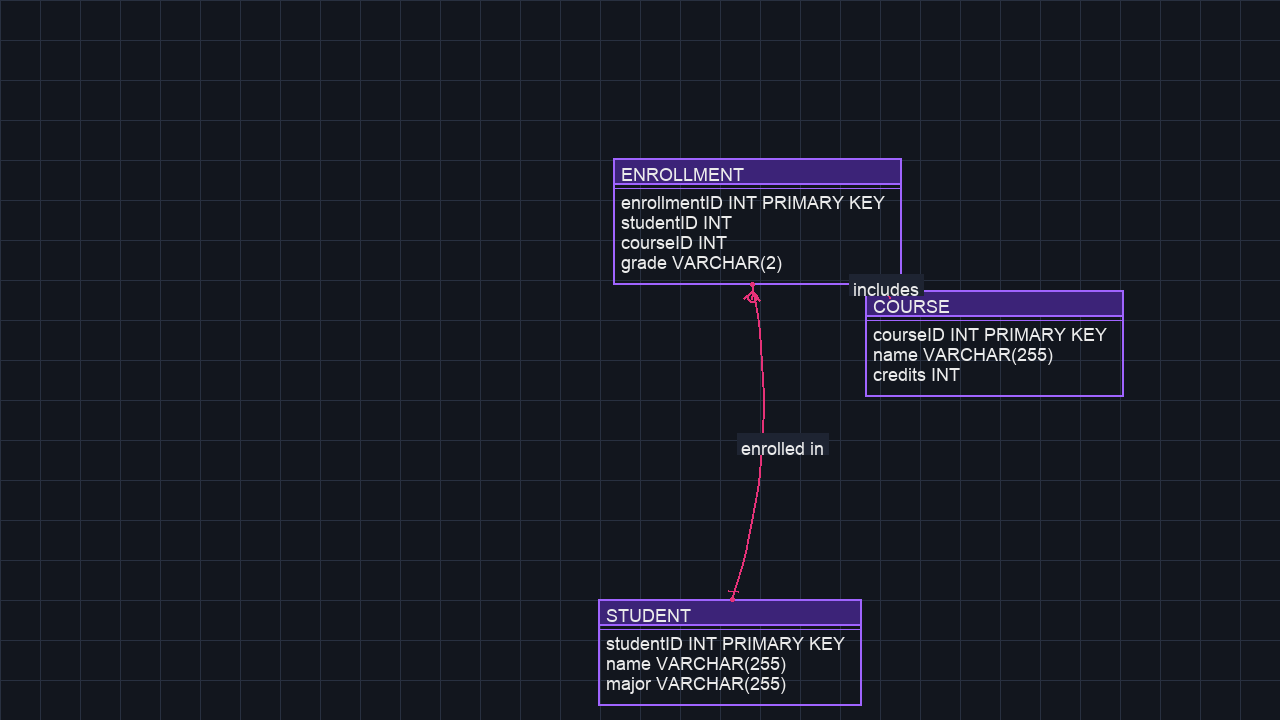 ENROLLMENT
enrollmentID INT PRIMARY KEY
studentID INT
courseID INT
grade VARCHAR(2)
includes
COURSE
courseID INT PRIMARY KEY
name VARCHAR(255)
credits INT
enrolled in
STUDENT
studentID INT PRIMARY KEY
name VARCHAR(255)
major VARCHAR(255)